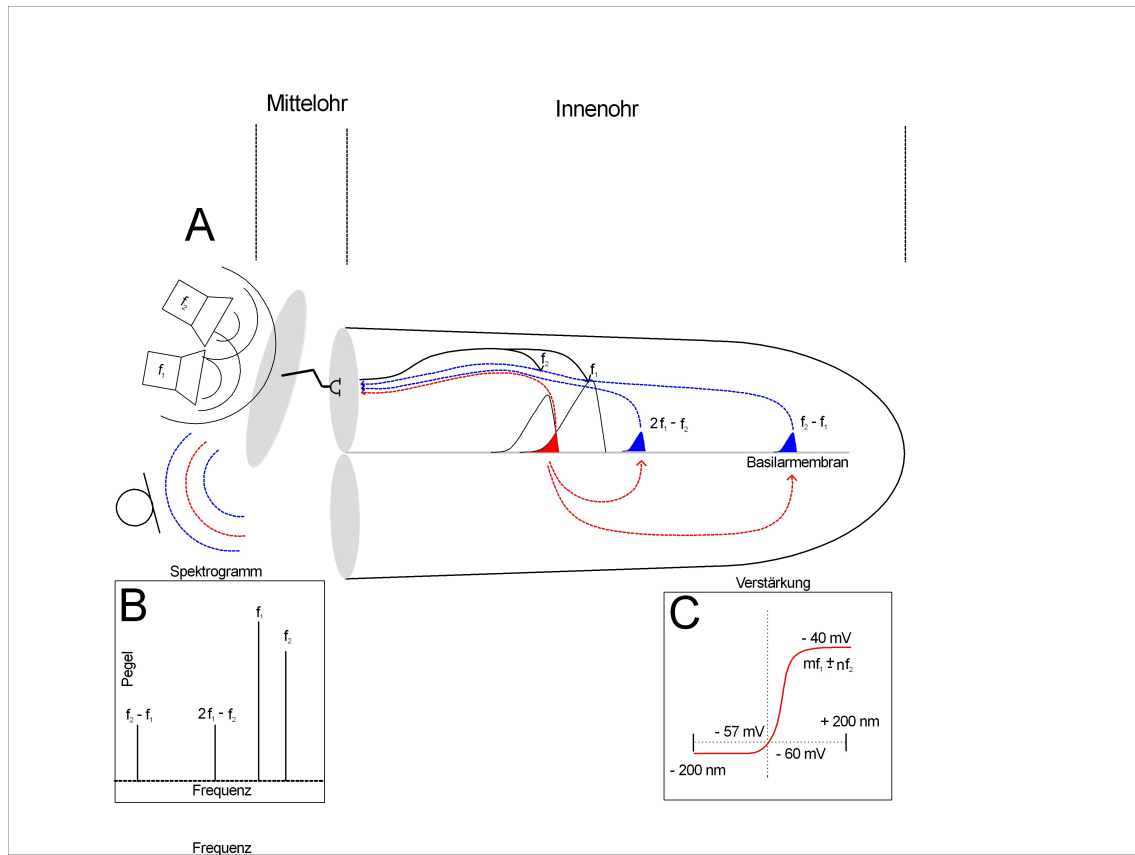 Mittelohr
Innenohr
A
f₂
f₁
f₂
f₁
2f₁ - f₂
f₂ - f₁
Basilarmembran
Spektrogramm
B
Pegel
f₁
f₂
f₂ - f₁
2f₁ - f₂
Frequenz
Verstärkung
C
- 40 mV
mf₁ ± nf₂
+ 200 nm
- 57 mV
- 60 mV
- 200 nm
Frequenz